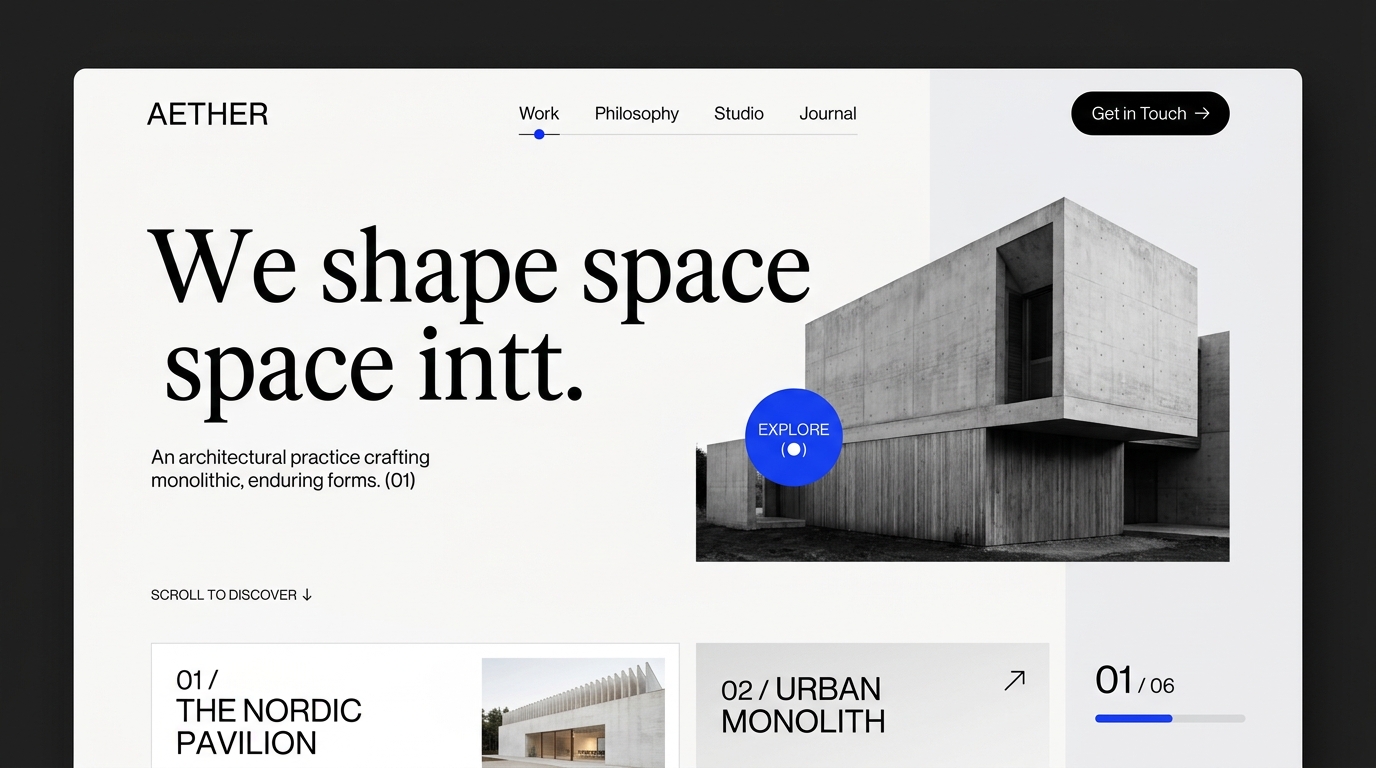 AETHER
Work
Philosophy
Studio
Journal
Get in Touch →
We shape space
space intt.
An architectural practice crafting
monolithic, enduring forms. (01)
EXPLORE
SCROLL TO DISCOVER ↓
01 /
THE NORDIC
PAVILION
02 / URBAN
MONOLITH
01 / 06